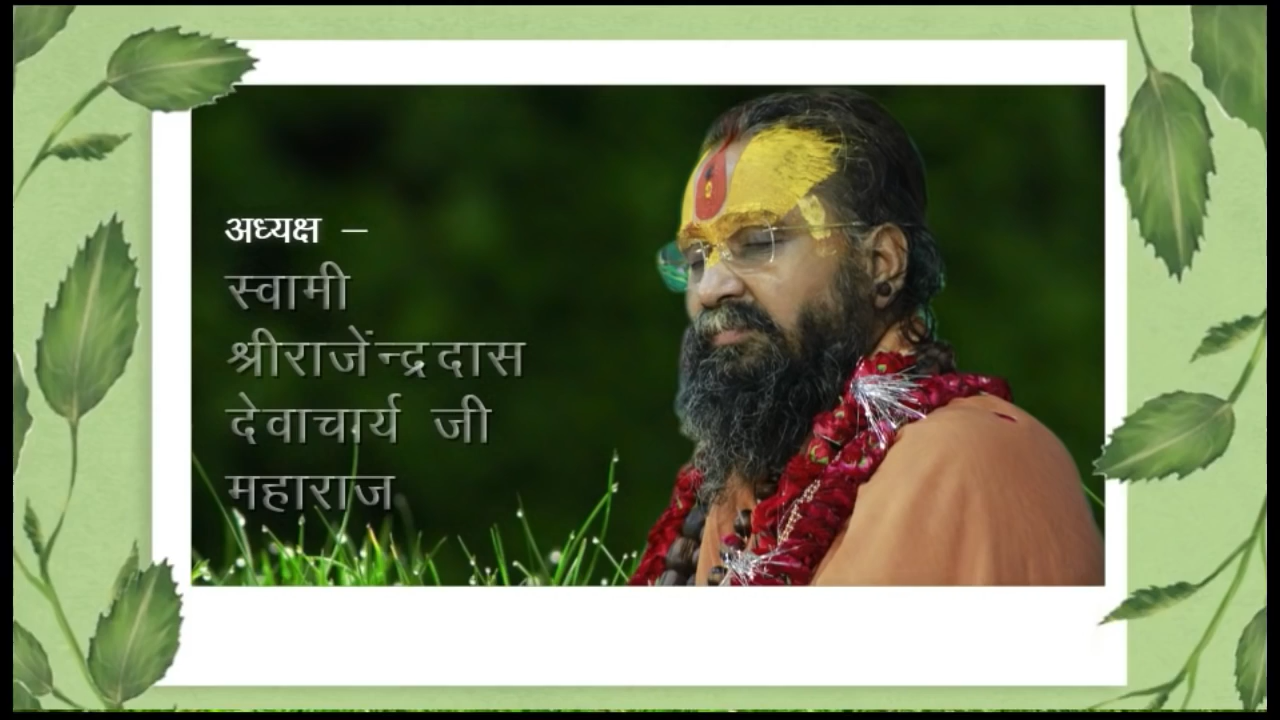 अध्यक्ष –
स्वामी
श्रीराजेंन्द्रदास
देवाचार्य जी
महाराज